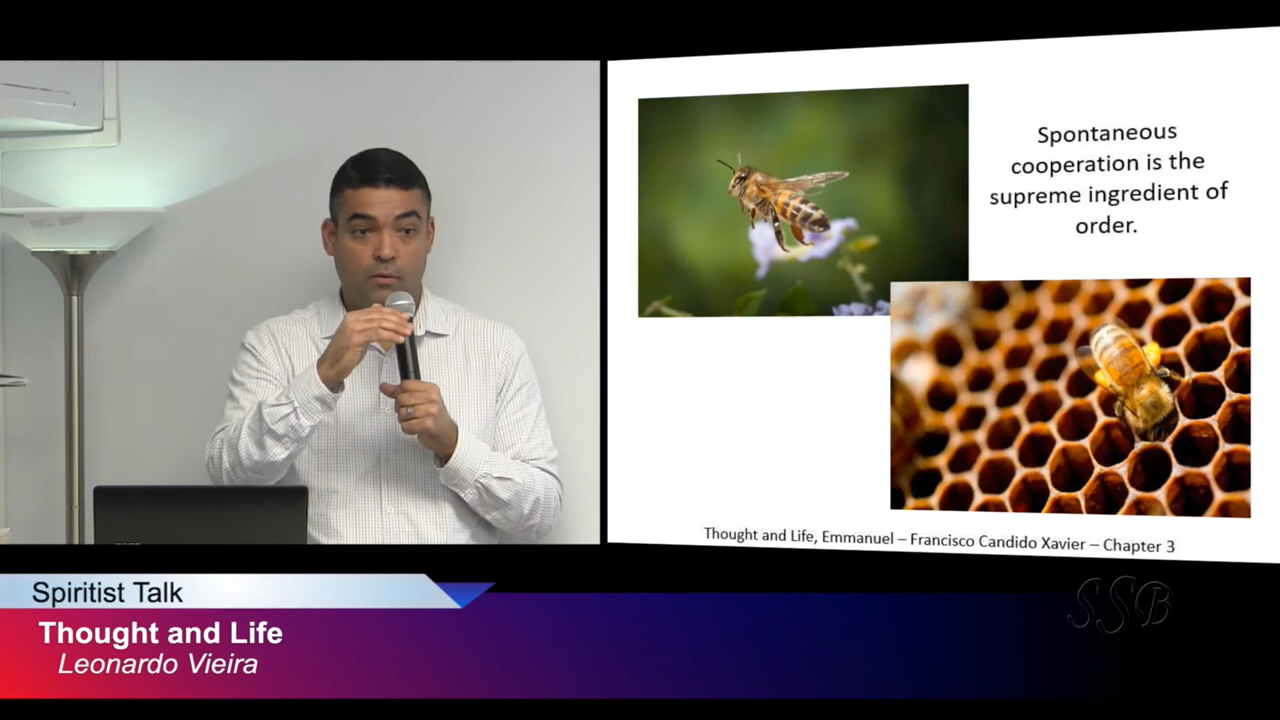 Spontaneous
cooperation is the
supreme ingredient of
order.
Thought and Life, Emmanuel – Francisco Candido Xavier – Chapter 3
Spiritist Talk
SSB
Thought and Life
Leonardo Vieira